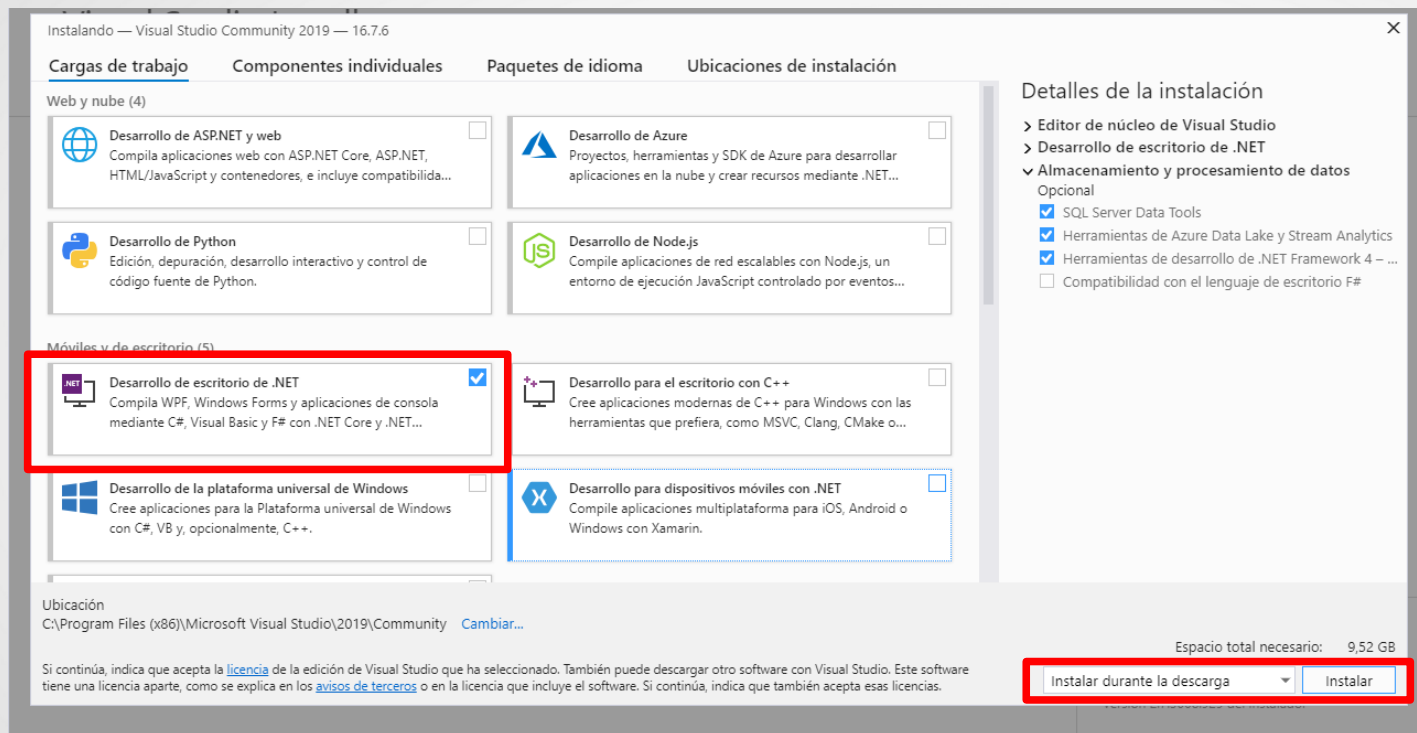 Instalando — Visual Studio Community 2019 — 16.7.6
Cargas de trabajo Componentes individuales Paquetes de idioma Ubicaciones de instalación
Web y nube (4)
Desarrollo de ASP.NET y web
Compila aplicaciones web con ASP.NET Core, ASP.NET,
HTML/JavaScript y contenedores, e incluye compatibilida...
Desarrollo de Azure
Proyectos, herramientas y SDK de Azure para desarrollar
aplicaciones en la nube y crear recursos mediante .NET...
Desarrollo de Python
Edición, depuración, desarrollo interactivo y control de
código fuente de Python.
Desarrollo de Node.js
Compile aplicaciones de red escalables con Node.js, un
entorno de ejecución JavaScript controlado por eventos...
Móviles y de escritorio (5)
.NET
Desarrollo de escritorio de .NET
Compila WPF, Windows Forms y aplicaciones de consola
mediante C#, Visual Basic y F# con .NET Core y .NET...
Desarrollo para el escritorio con C++
Cree aplicaciones modernas de C++ para Windows con las
herramientas que prefiera, como MSVC, Clang, CMake o...
Desarrollo de la plataforma universal de Windows
Cree aplicaciones para la Plataforma universal de Windows
con C#, VB y, opcionalmente, C++.
Desarrollo para dispositivos móviles con .NET
Compile aplicaciones multiplataforma para iOS, Android o
Windows con Xamarin.
Detalles de la instalación
Editor de núcleo de Visual Studio
Desarrollo de escritorio de .NET
Almacenamiento y procesamiento de datos
Opcional
SQL Server Data Tools
Herramientas de Azure Data Lake y Stream Analytics
Herramientas de desarrollo de .NET Framework 4 – ...
Compatibilidad con el lenguaje de escritorio F#
Ubicación
C:\Program Files (x86)\Microsoft Visual Studio\2019\Community Cambiar...
Espacio total necesario: 9,52 GB
Si continúa, indica que acepta la licencia de la edición de Visual Studio que ha seleccionado. También puede descargar otro software con Visual Studio. Este software
tiene una licencia aparte, como se explica en los avisos de terceros o en la licencia que incluye el software. Si continúa, indica que también acepta esas licencias.
Instalar durante la descarga Instalar